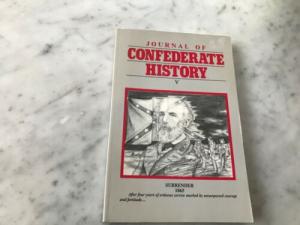 JOURNAL OF
CONFEDERATE
HISTORY
V
SURRENDER
1865
After four years of arduous service marked by unsurpassed courage
and fortitude....